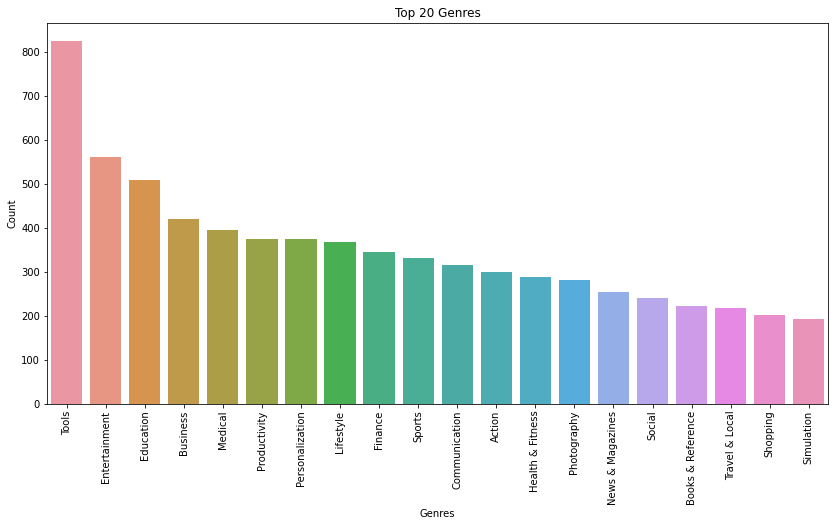 Top 20 Genres
Count
800
700
600
500
400
300
200
100
0
Tools
Entertainment
Education
Business
Medical
Productivity
Personalization
Lifestyle
Finance
Sports
Communication
Action
Health & Fitness
Photography
News & Magazines
Social
Books & Reference
Travel & Local
Shopping
Simulation
Genres